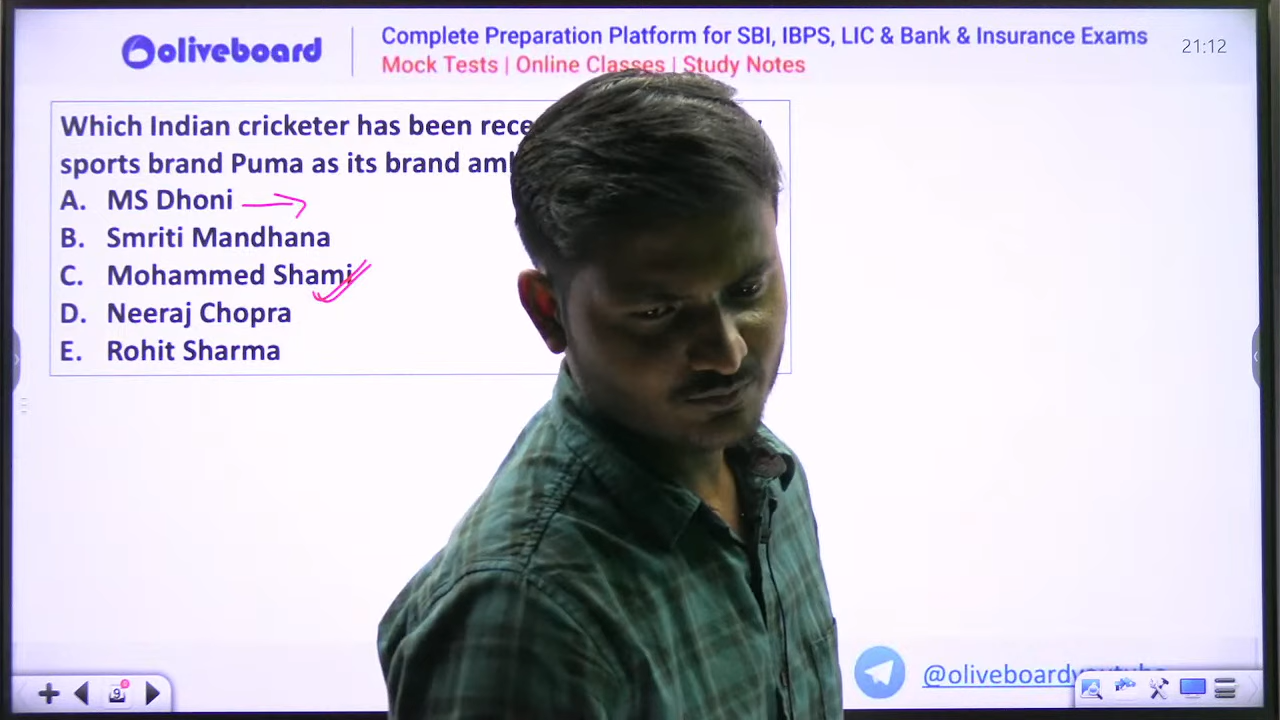 oliveboard
Complete Preparation Platform for SBI, IBPS, LIC & Bank & Insurance Exams
Mock Tests | Online Classes | Study Notes
21:12
Which Indian cricketer has been
sports brand Puma as its brand
A. MS Dhoni
B. Smriti Mandhana
C. Mohammed Shami
D. Neeraj Chopra
E. Rohit Sharma
9